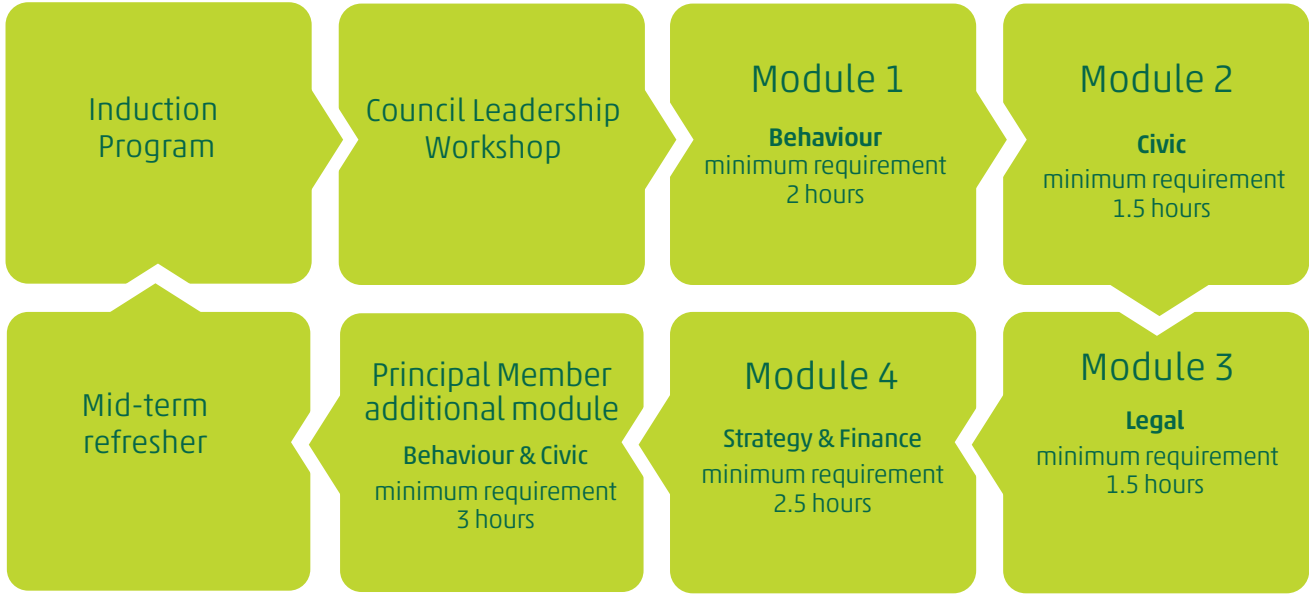 Induction
Program
Council Leadership
Workshop
Module 1
Behaviour
minimum requirement
2 hours
Module 2
Civic
minimum requirement
1.5 hours
Module 3
Legal
minimum requirement
1.5 hours
Module 4
Strategy & Finance
minimum requirement
2.5 hours
Principal Member
additional module
Behaviour & Civic
minimum requirement
3 hours
Mid-term
refresher